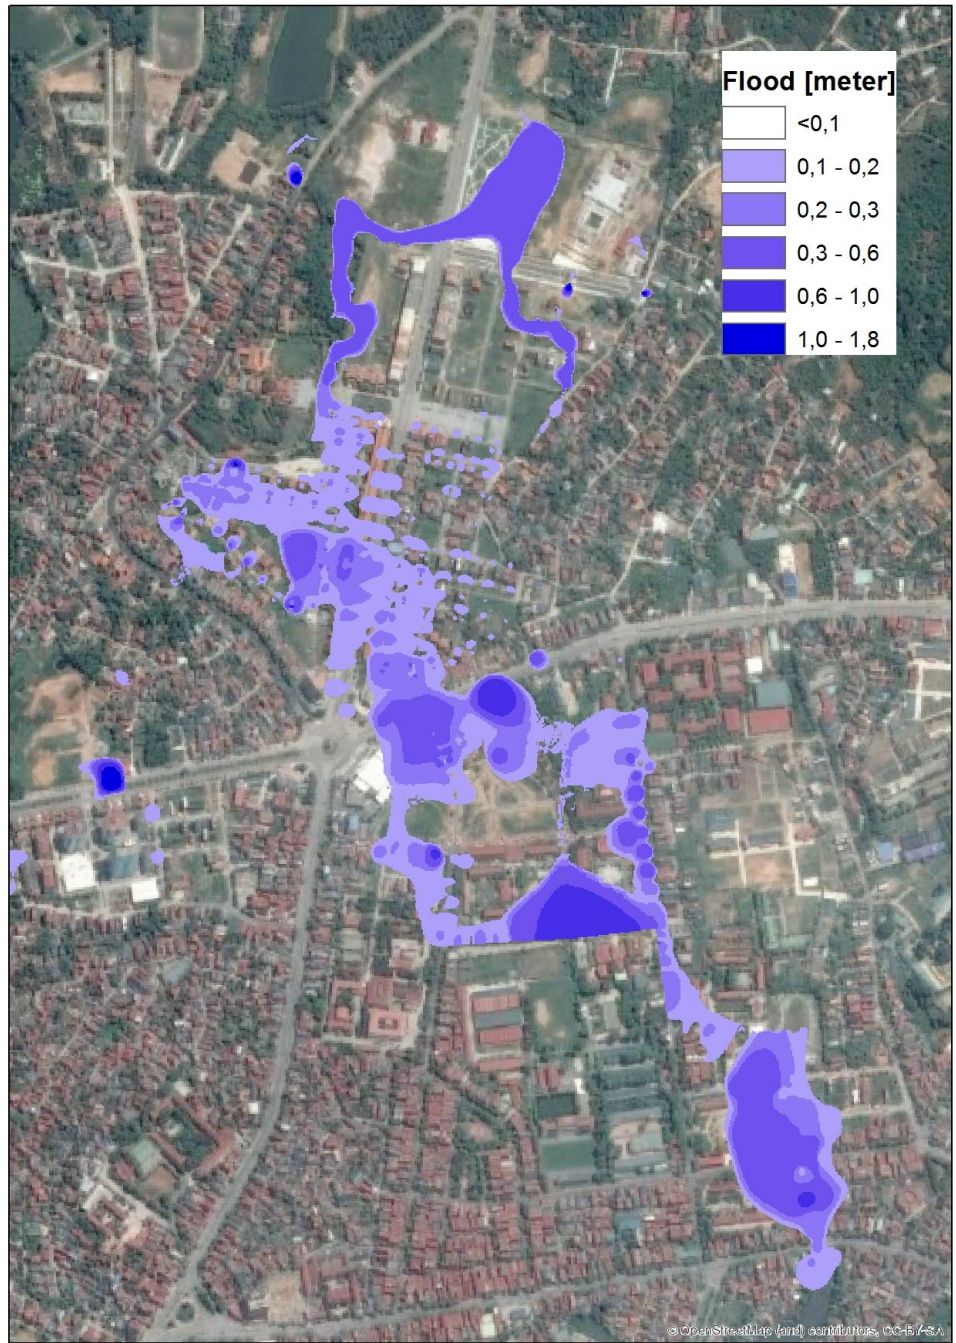 Flood [meter]
<0,1
0,1 - 0,2
0,2 - 0,3
0,3 - 0,6
0,6 - 1,0
1,0 - 1,8
© OpenStreetMap (and) contributors, CC-BY-SA